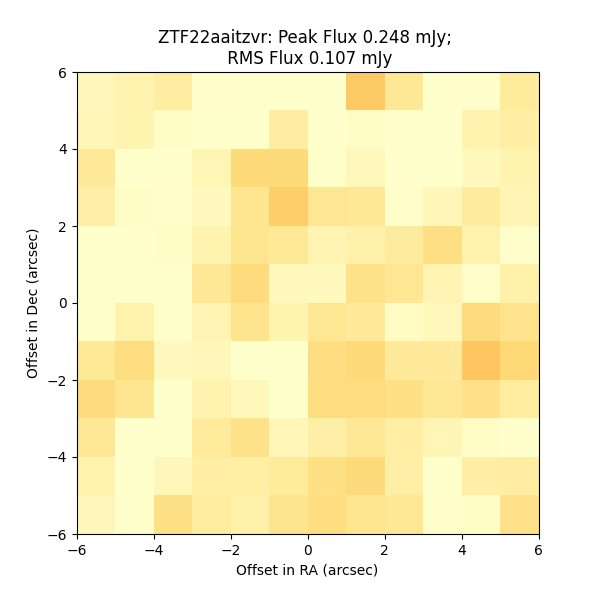 ZTF22aaitzvr: Peak Flux 0.248 mJy;
RMS Flux 0.107 mJy
6
4
2
0
−2
−4
−6
Offset in Dec (arcsec)
−6 −4 −2 0 2 4 6
Offset in RA (arcsec)